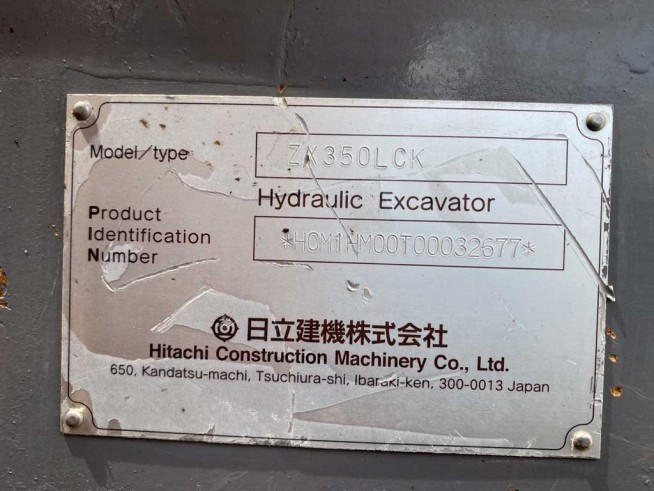 Model/type ZX350LCK
Hydraulic Excavator
Product
Identification
Number
*HCM1HM00T00032677*
日立建機株式会社
Hitachi Construction Machinery Co., Ltd.
650, Kandatsu-machi, Tsuchiura-shi, Ibaraki-ken, 300-0013 Japan